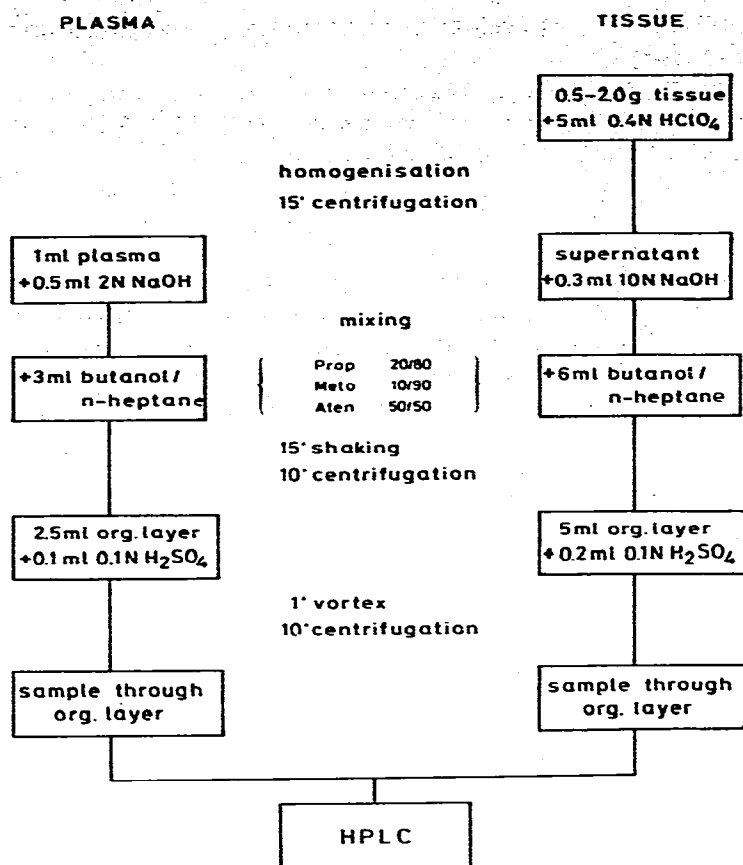 PLASMA
TISSUE
0.5-2.0g tissue
+5ml 0.4N HClO4
homogenisation
15' centrifugation
1ml plasma
+0.5ml 2N NaOH
supernatant
+0.3ml 10N NaOH
mixing
+3ml butanol/
n-heptane
Prop 20/80
Meto 10/90
Aten 50/50
+6ml butanol/
n-heptane
15' shaking
10' centrifugation
2.5ml org.layer
+0.1ml 0.1N H2SO4
5ml org.layer
+0.2ml 0.1N H2SO4
1' vortex
10' centrifugation
sample through
org. layer
sample through
org. layer
HPLC